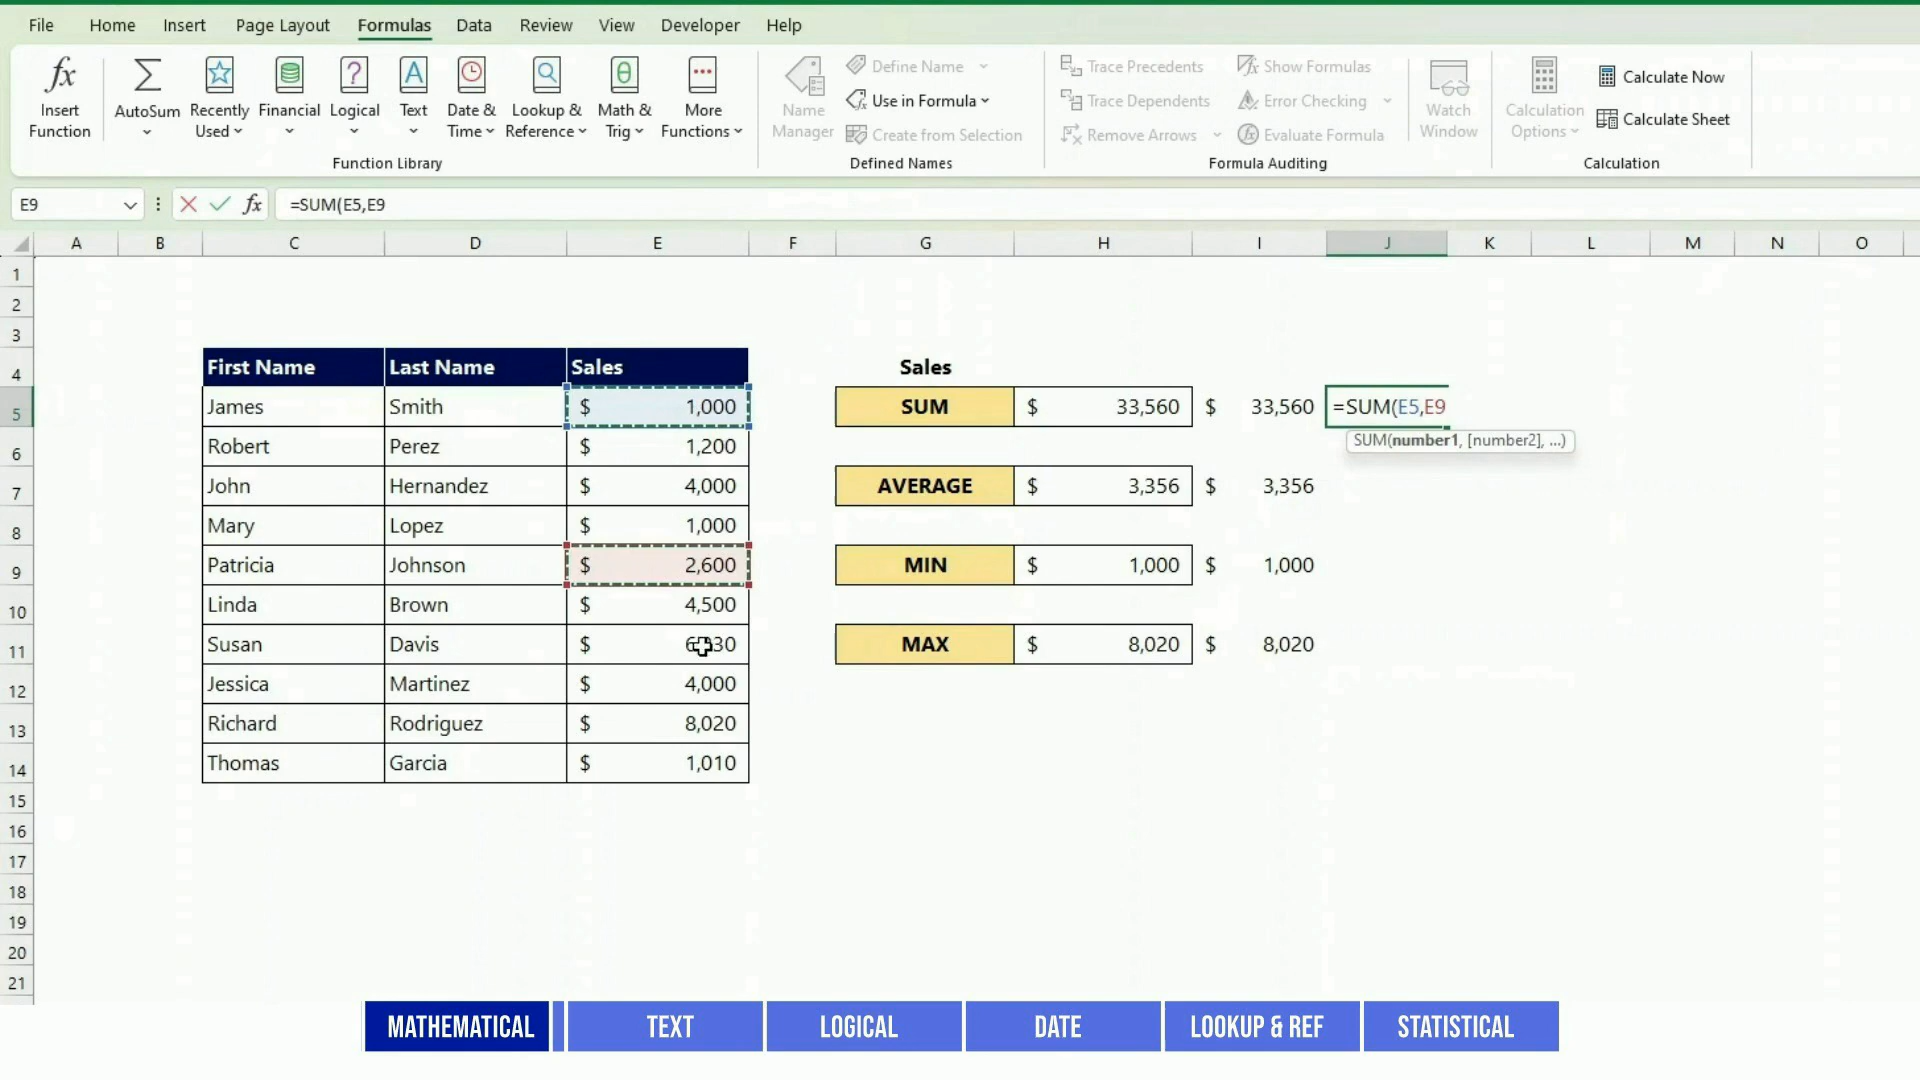 File Home Insert Page Layout Formulas Data Review View Developer Help
Insert Function
AutoSum
Recently Used
Financial
Logical
Text
Date & Time
Lookup & Reference
Math & Trig
More Functions
Function Library
Name Manager
Define Name
Use in Formula
Create from Selection
Defined Names
Trace Precedents
Trace Dependents
Remove Arrows
Show Formulas
Error Checking
Evaluate Formula
Formula Auditing
Watch Window
Calculation Options
Calculate Now
Calculate Sheet
Calculation
E9 fx =SUM(E5,E9
A B C D E F G H I J K L M N O
1
2
3
4 First Name Last Name Sales Sales
5 James Smith $ 1,000 SUM $ 33,560 $ 33,560 =SUM(E5,E9
SUM(number1, [number2], ...)
6 Robert Perez $ 1,200
7 John Hernandez $ 4,000 AVERAGE $ 3,356 $ 3,356
8 Mary Lopez $ 1,000
9 Patricia Johnson $ 2,600 MIN $ 1,000 $ 1,000
10 Linda Brown $ 4,500
11 Susan Davis $ MAX $ 8,020 $ 8,020
12 Jessica Martinez $ 4,000
13 Richard Rodriguez $ 8,020
14 Thomas Garcia $ 1,010
15
16
17
18
19
20
21
MATHEMATICAL TEXT LOGICAL DATE LOOKUP & REF STATISTICAL